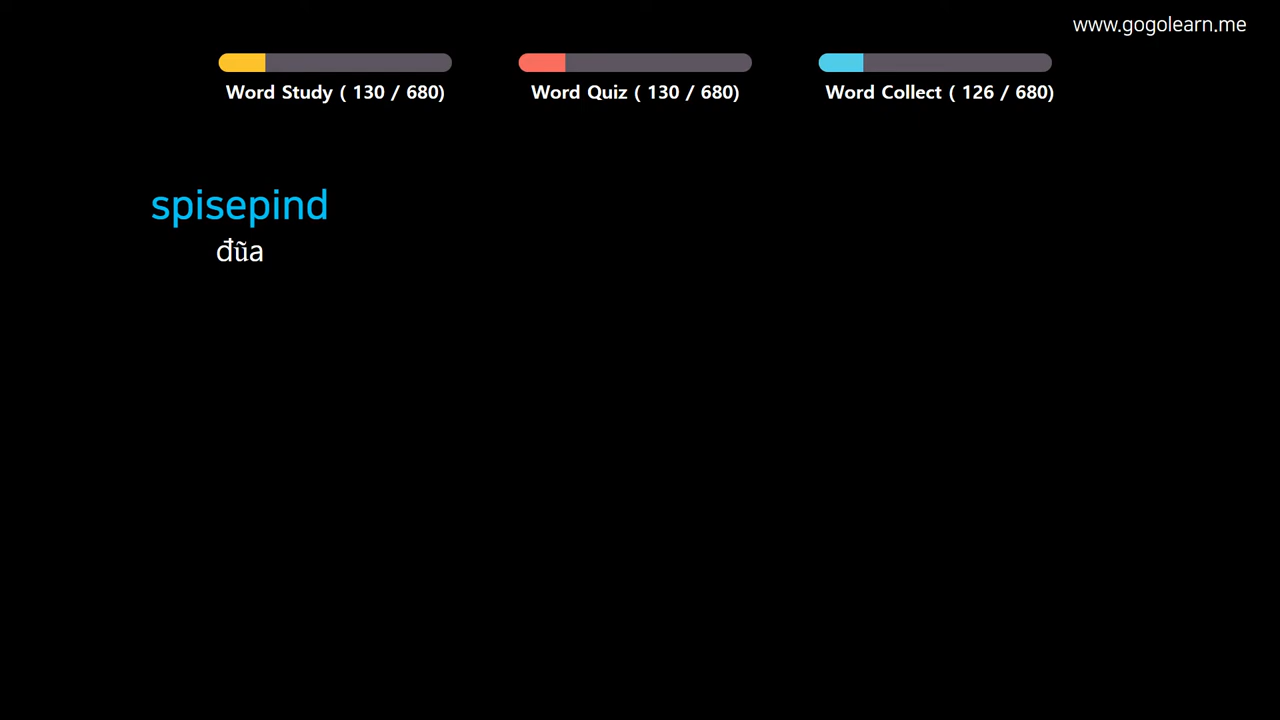 www.gogolearn.me
Word Study ( 130 / 680)
Word Quiz ( 130 / 680)
Word Collect ( 126 / 680)
spisepind
đũa